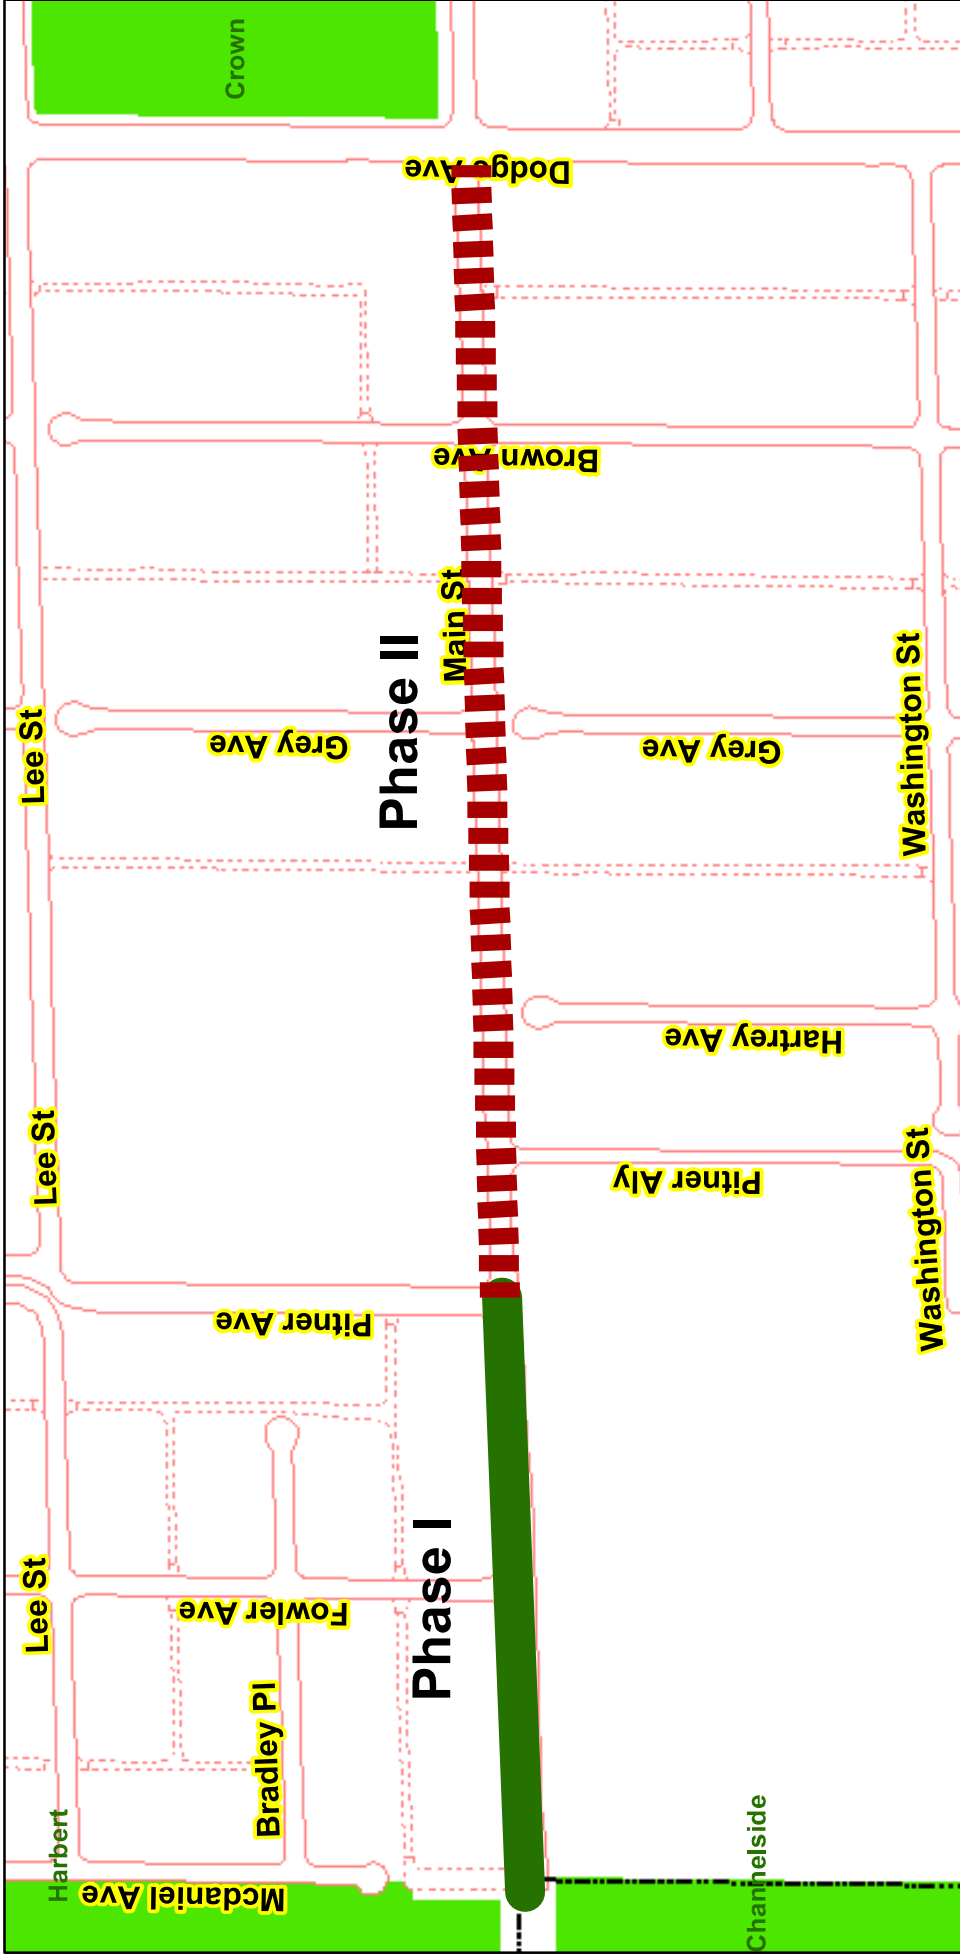 Crown
Dodge Ave
Brown Ave
Main St
Phase II
Lee St
Grey Ave
Grey Ave
Washington St
Hartrey Ave
Lee St
Pitner Aly
Washington St
Pitner Ave
Phase I
Lee St
Fowler Ave
Bradley Pl
Harbert
Mcdaniel Ave
Channelside